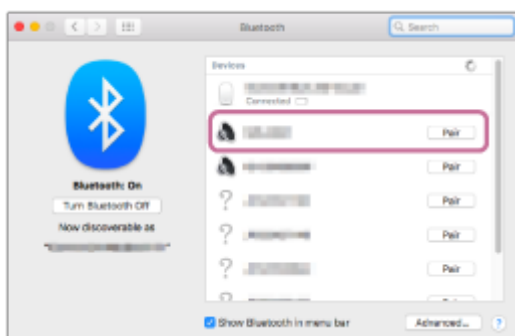 Bluetooth
Search
Devices
Connected
Pair
Pair
Pair
Pair
Pair
Bluetooth: On
Turn Bluetooth Off
Now discoverable as
Show Bluetooth in menu bar
Advanced...
?